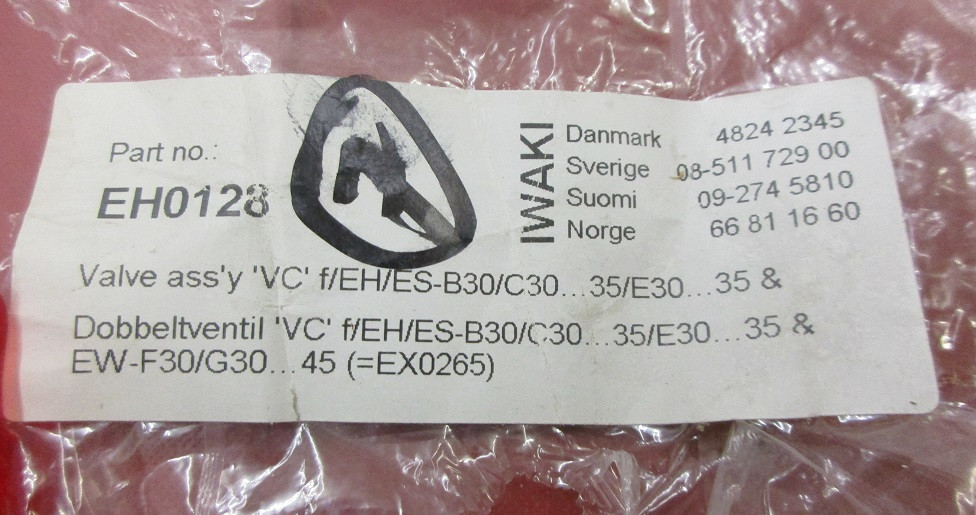 Part no.:
EH0128
IWAKI
Danmark 4824 2345
Sverige 08-511 729 00
Suomi 09-274 5810
Norge 66 81 16 60
Valve ass'y 'VC' f/EH/ES-B30/C30...35/E30...35 &
Dobbeltventil 'VC' f/EH/ES-B30/C30...35/E30...35 &
EW-F30/G30...45 (=EX0265)